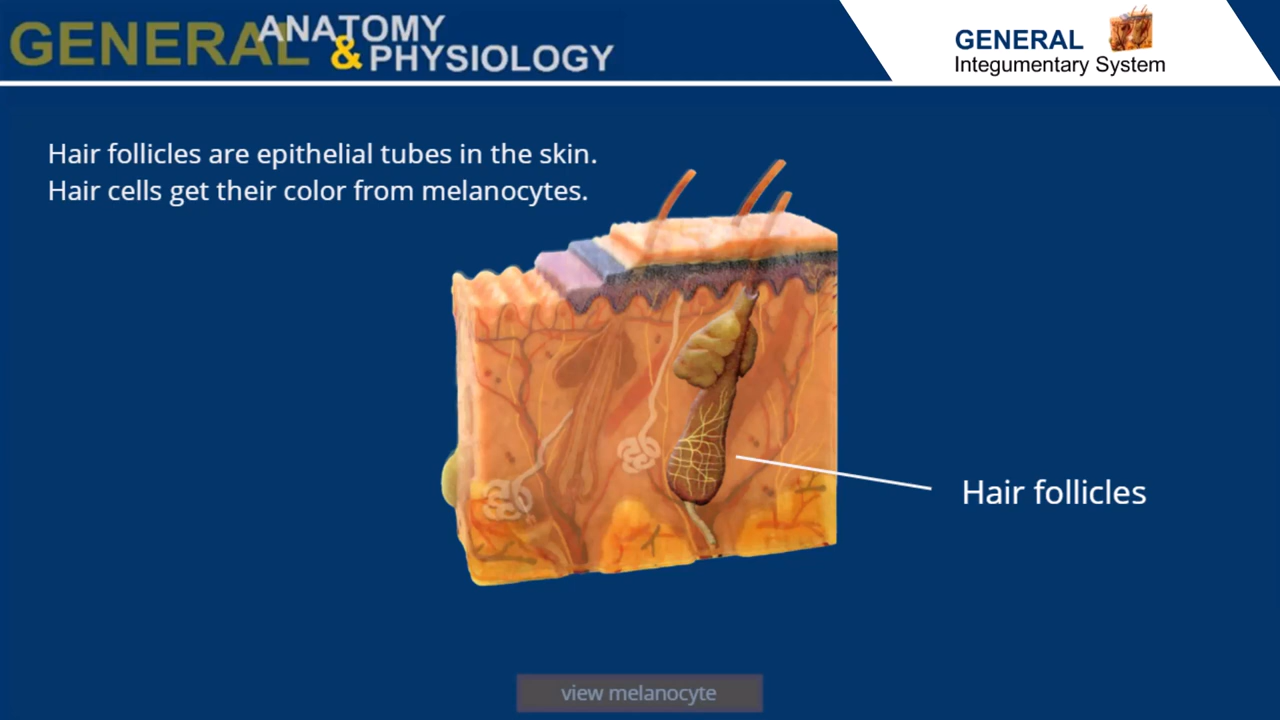 GENERAL ANATOMY
& PHYSIOLOGY
GENERAL
Integumentary System
Hair follicles are epithelial tubes in the skin.
Hair cells get their color from melanocytes.
Hair follicles
view melanocyte